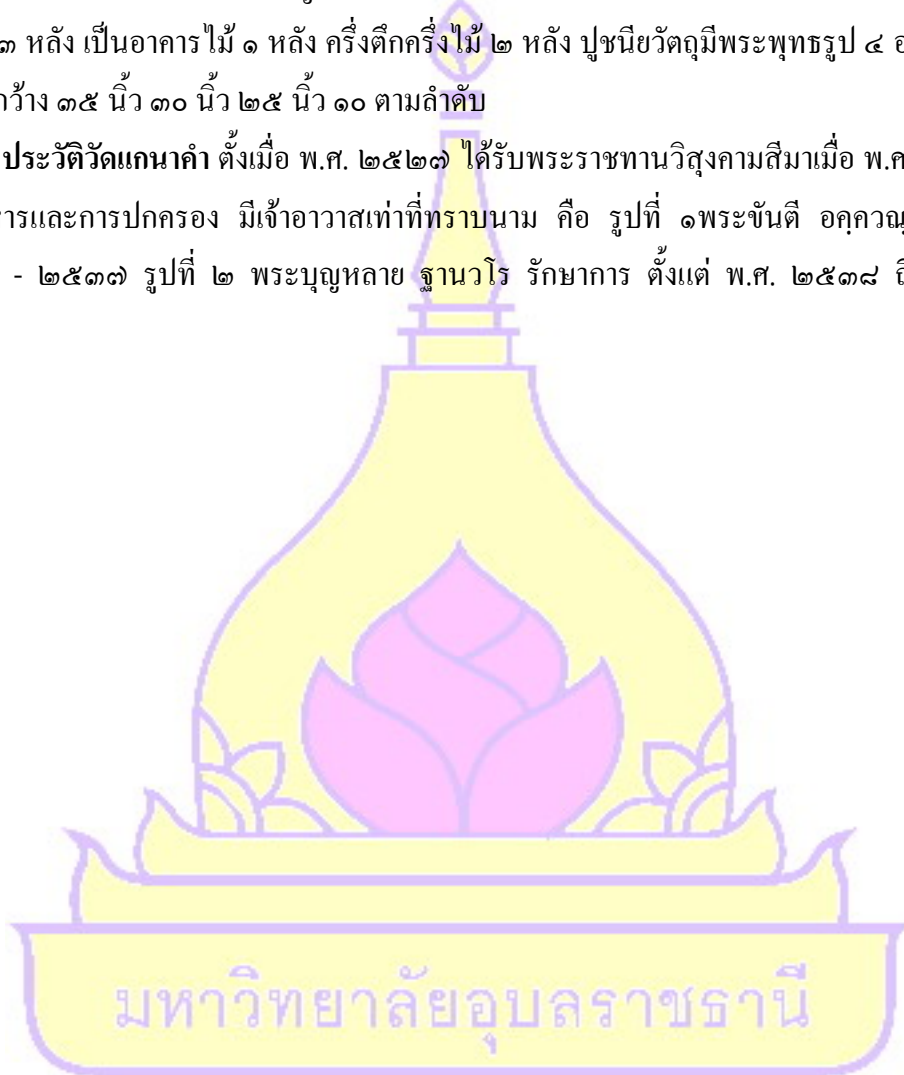 ๓ หลัง เป็นอาคารไม้ ๑ หลัง ครึ่งตึกครึ่งไม้ ๒ หลัง ปูชนียวัตถุมีพระพุทธรูป ๔
กว้าง ๓๕ นิ้ว ๓๐ นิ้ว ๒๕ นิ้ว ๑๐ ตามลำดับ
ประวัติวัดแกนาคำ ตั้งเมื่อ พ.ศ. ๒๕๒๗ ได้รับพระราชทานวิสุงคามสีมาเมื่อ พ.ศ
ารและการปกครอง มีเจ้าอาวาสเท่าที่ทราบนาม คือ รูปที่ ๑พระขันตี อคฺควณฺ
- ๒๕๓๗ รูปที่ ๒ พระบุญหลาย ฐานวโร รักษาการ ตั้งแต่ พ.ศ. ๒๕๓๘
มหาวิทยาลัยอุบลราชธานี